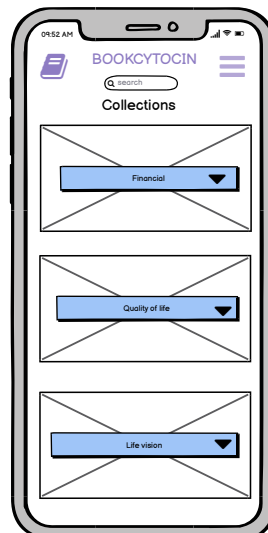 09:52 AM
BOOKCYTOCIN
search
Collections
Financial
Quality of life
Life vision